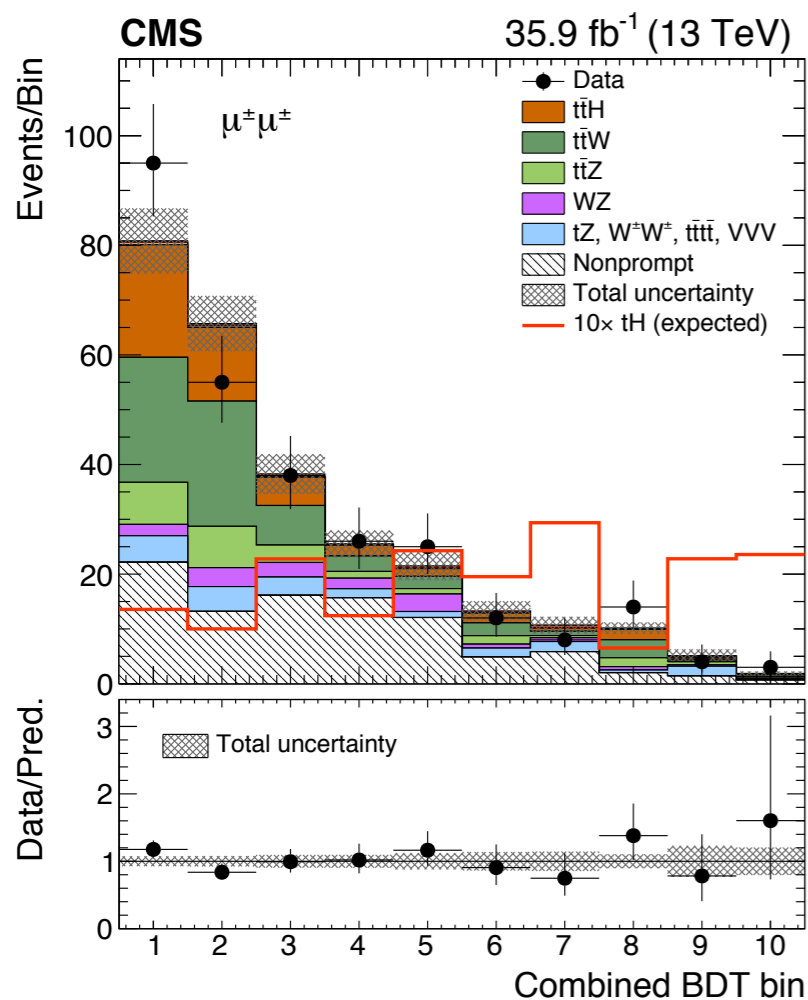 CMS 35.9 fb⁻¹ (13 TeV)
Events/Bin
100
80
60
40
20
0
μ±μ±
Data
tt̄H
tt̄W
tt̄Z
WZ
tZ, W±W±, tt̄tt̄, VVV
Nonprompt
Total uncertainty
10× tH (expected)
Data/Pred.
3
2
1
0
Total uncertainty
1 2 3 4 5 6 7 8 9 10
Combined BDT bin